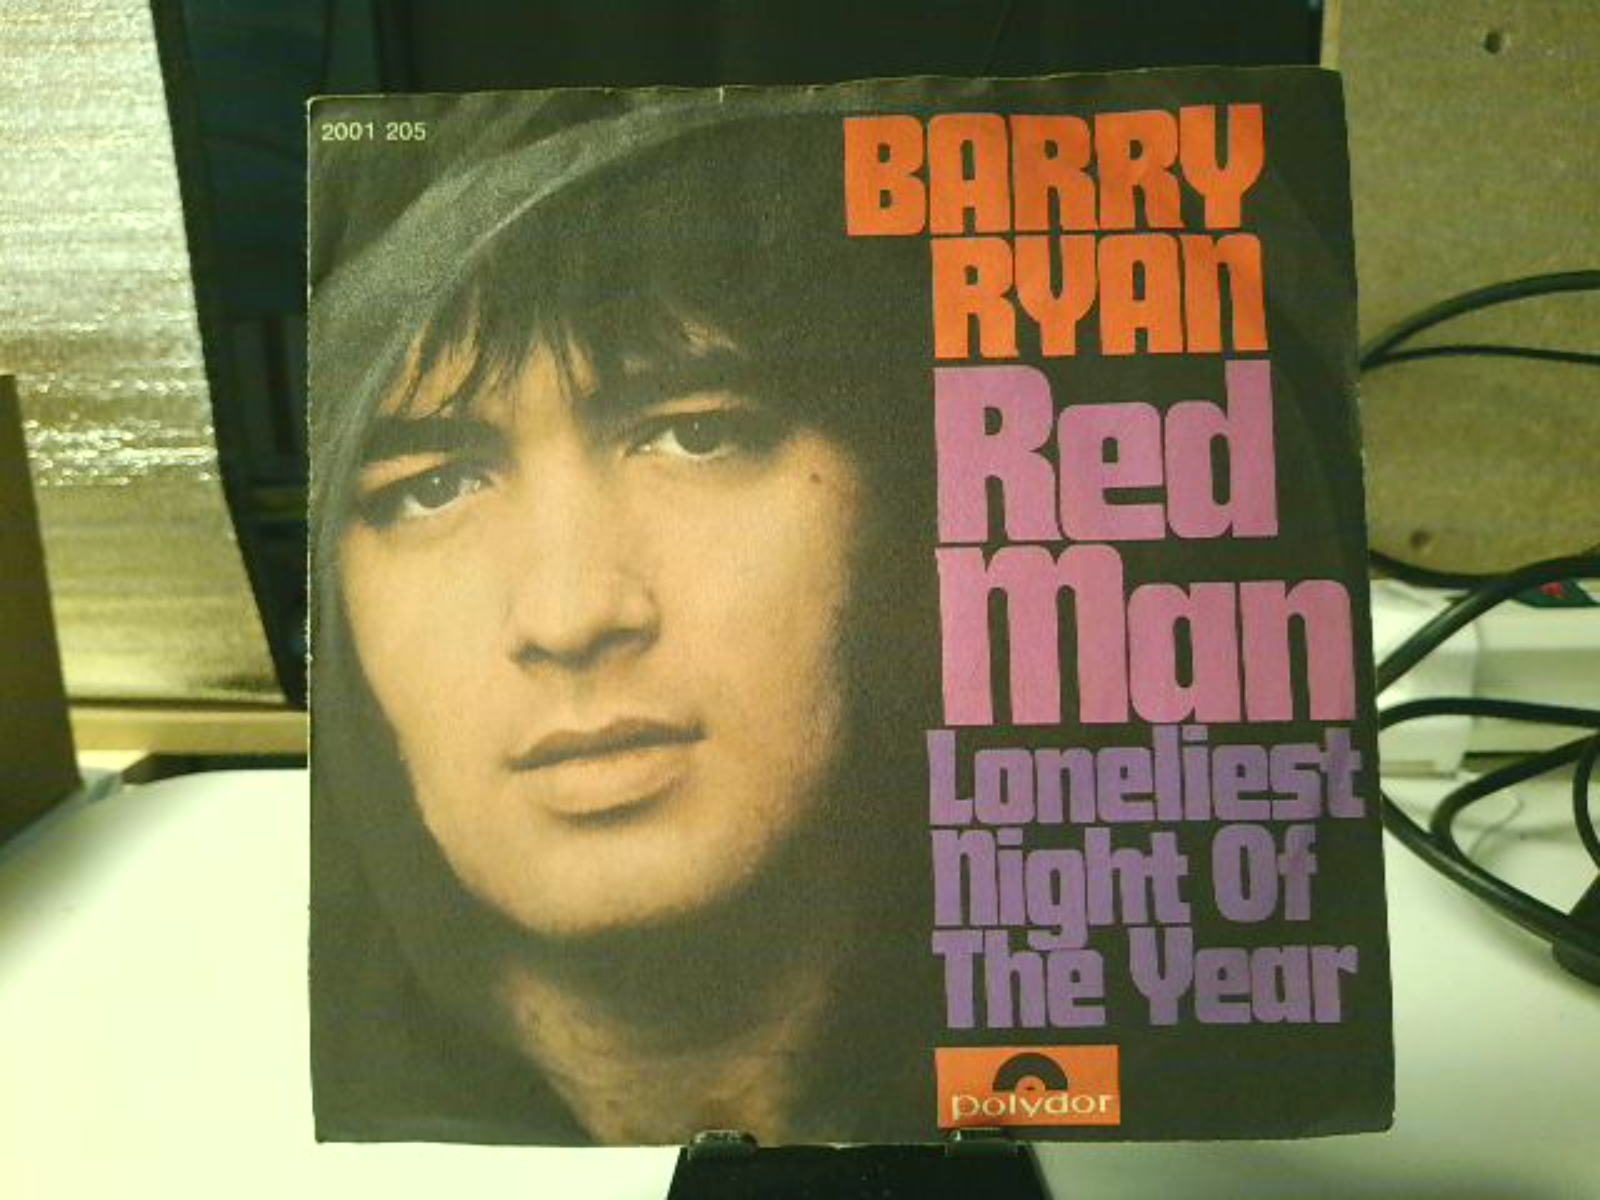 2001 205
BARRY
RYAN
Red
Man
Loneliest
Night Of
The Year
polydor